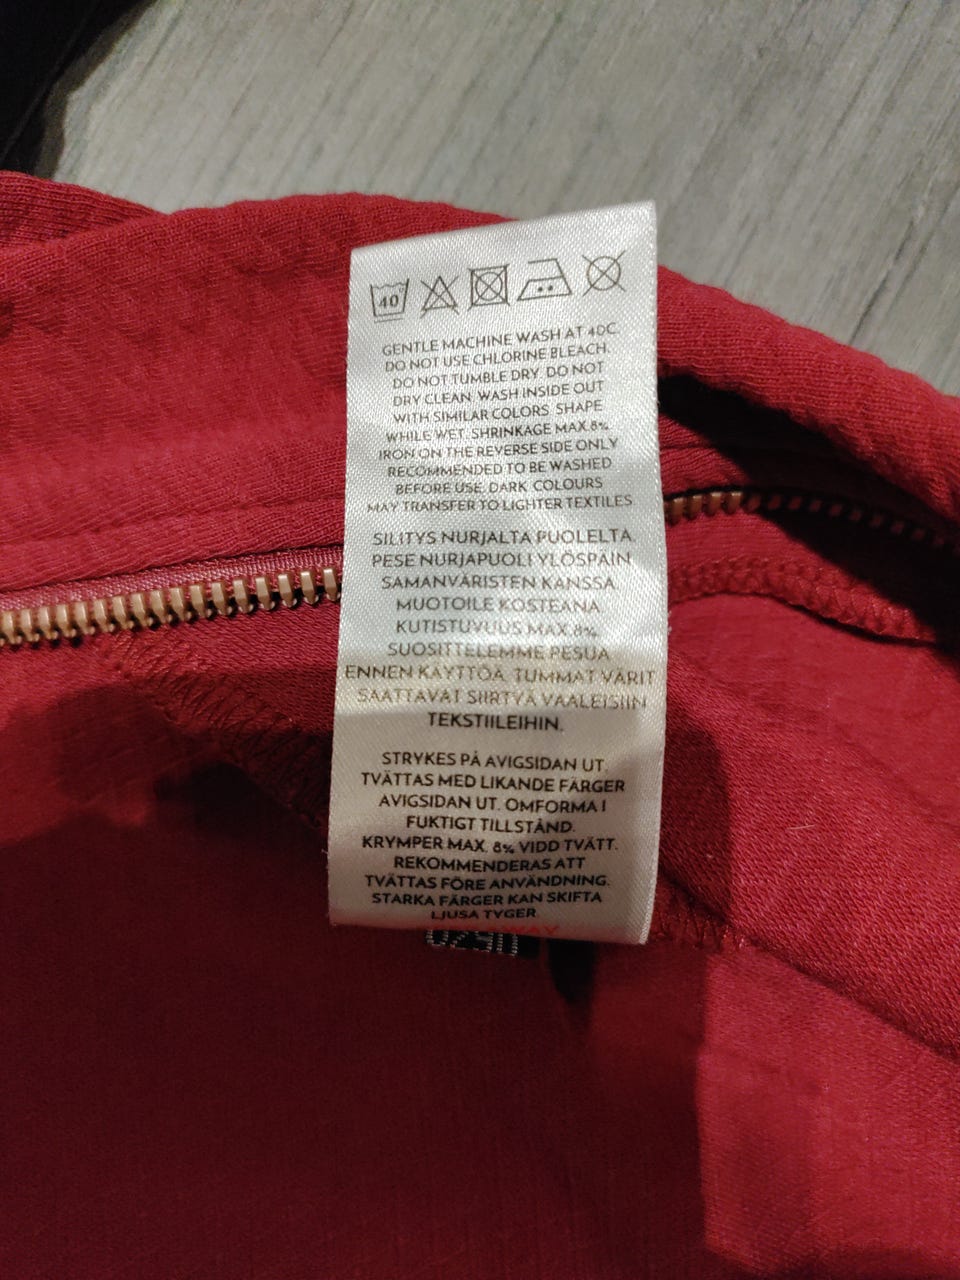 40
GENTLE MACHINE WASH AT 40C.
DO NOT USE CHLORINE BLEACH.
DO NOT TUMBLE DRY. DO NOT
DRY CLEAN. WASH INSIDE OUT
WITH SIMILAR COLORS. SHAPE
WHILE WET. SHRINKAGE MAX.8%
IRON ON THE REVERSE SIDE ONLY
RECOMMENDED TO BE WASHED
BEFORE USE. DARK COLOURS
MAY TRANSFER TO LIGHTER TEXTILES
SILITYS NURJALTA PUOLELTA.
PESE NURJAPUOLI YLÖSPÄIN
SAMANVÄRISTEN KANSSA.
MUOTOILE KOSTEANA.
KUTISTUVUUS MAX.8%.
SUOSITTELEMME PESUA
ENNEN KÄYTTÖÄ. TUMMAT VÄRIT
SAATTAVAT SIIRTYÄ VAALEISIIN
TEKSTIILEIHIN.
STRYKES PÅ AVIGSIDAN UT.
TVÄTTAS MED LIKANDE FÄRGER
AVIGSIDAN UT. OMFORMA I
FUKTIGT TILLSTÅND.
KRYMPER MAX. 8% VIDD TVÄTT.
REKOMMENDERAS ATT
TVÄTTAS FÖRE ANVÄNDNING.
STARKA FÄRGER KAN SKIFTA
LJUSA TYGER